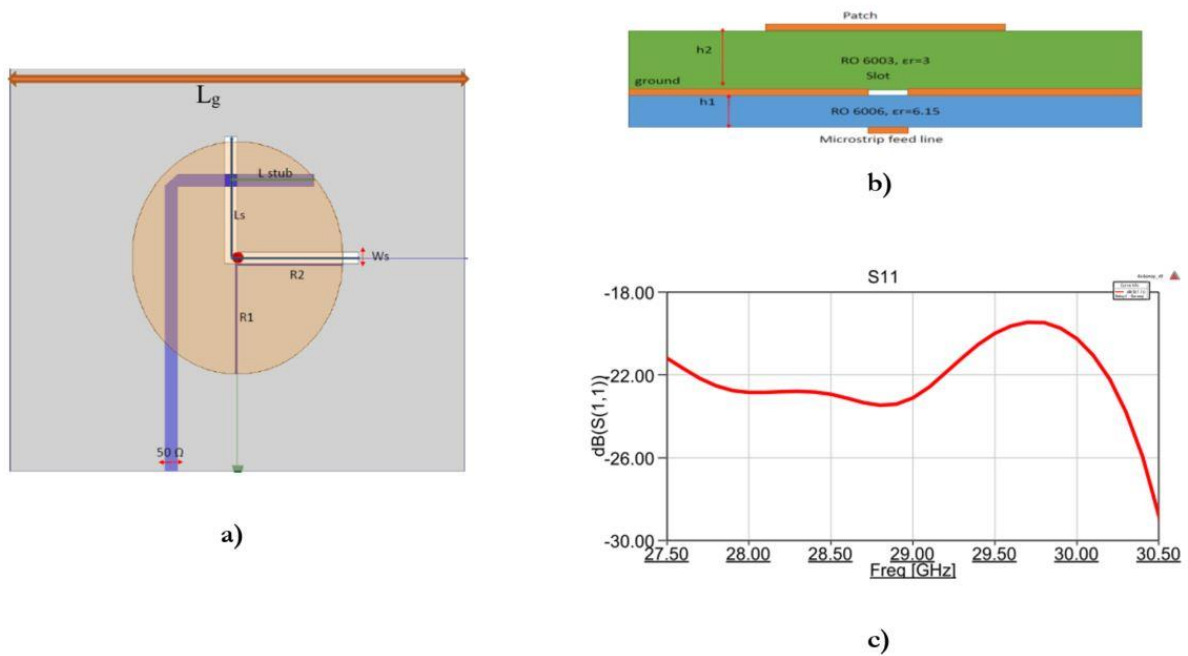 Lg
L stub
Ls
Ws
R2
R1
50 Ω
a)
Patch
h2
RO 6003, εr=3
Slot
ground
h1
RO 6006, εr=6.15
Microstrip feed line
b)
S11
-18.00
-22.00
-26.00
-30.00
dB(S(1,1))
27.50 28.00 28.50 29.00 29.50 30.00 30.50
Freq [GHz]
c)